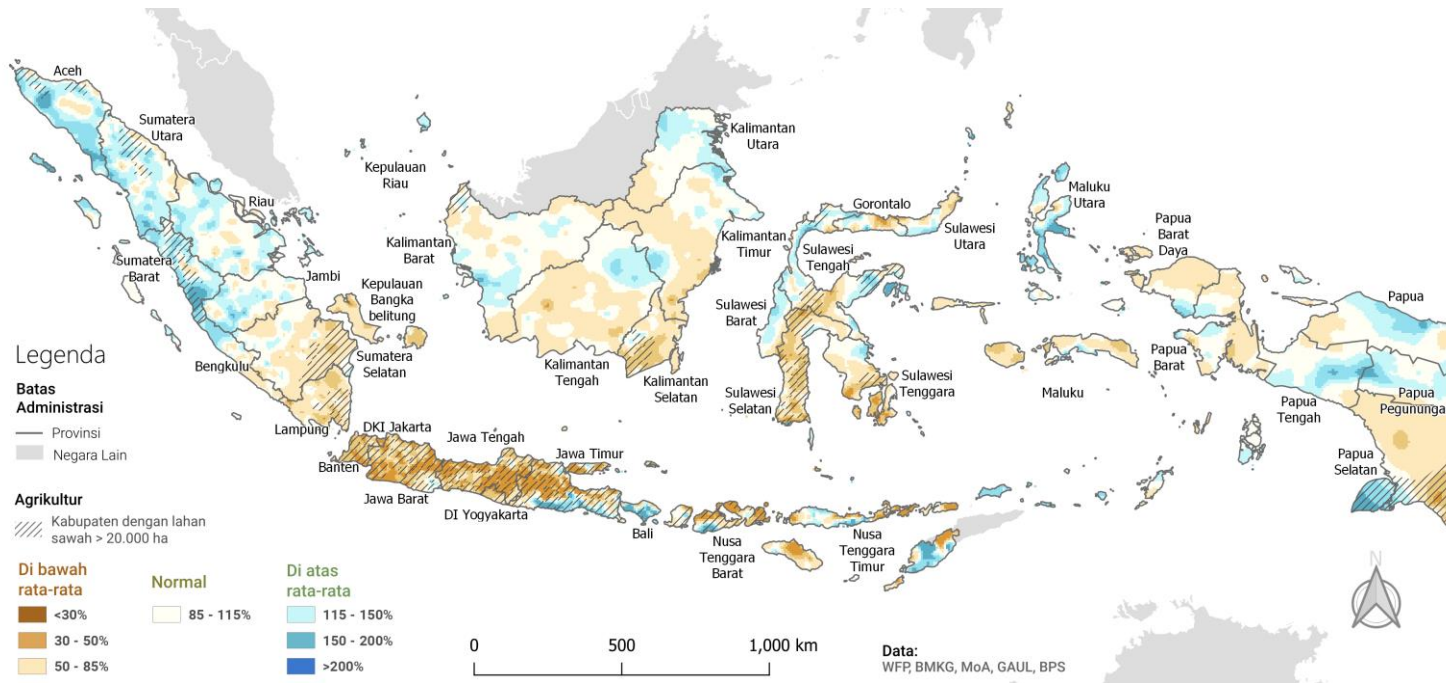 Aceh
Sumatera
Utara
Kepulauan
Riau
Riau
Sumatera
Barat
Jambi
Kepulauan
Bangka
belitung
Bengkulu
Sumatera
Selatan
Lampung
Kalimantan
Utara
Kalimantan
Barat
Kalimantan
Timur
Kalimantan
Tengah
Kalimantan
Selatan
Gorontalo
Sulawesi
Utara
Sulawesi
Tengah
Sulawesi
Barat
Sulawesi
Selatan
Sulawesi
Tenggara
Maluku
Utara
Maluku
Papua
Barat
Daya
Papua
Barat
Papua
Papua
Tengah
Papua
Pegununga
Papua
Selatan
DKI Jakarta
Banten
Jawa Barat
Jawa Tengah
DI Yogyakarta
Jawa Timur
Bali
Nusa
Tenggara
Barat
Nusa
Tenggara
Timur
Legenda
Batas
Administrasi
Provinsi
Negara Lain
Agrikultur
Kabupaten dengan lahan
sawah > 20.000 ha
Di bawah
rata-rata
<30%
30 - 50%
50 - 85%
Normal
85 - 115%
Di atas
rata-rata
115 - 150%
150 - 200%
>200%
0 500 1,000 km
Data:
WFP, BMKG, MoA, GAUL, BPS
N